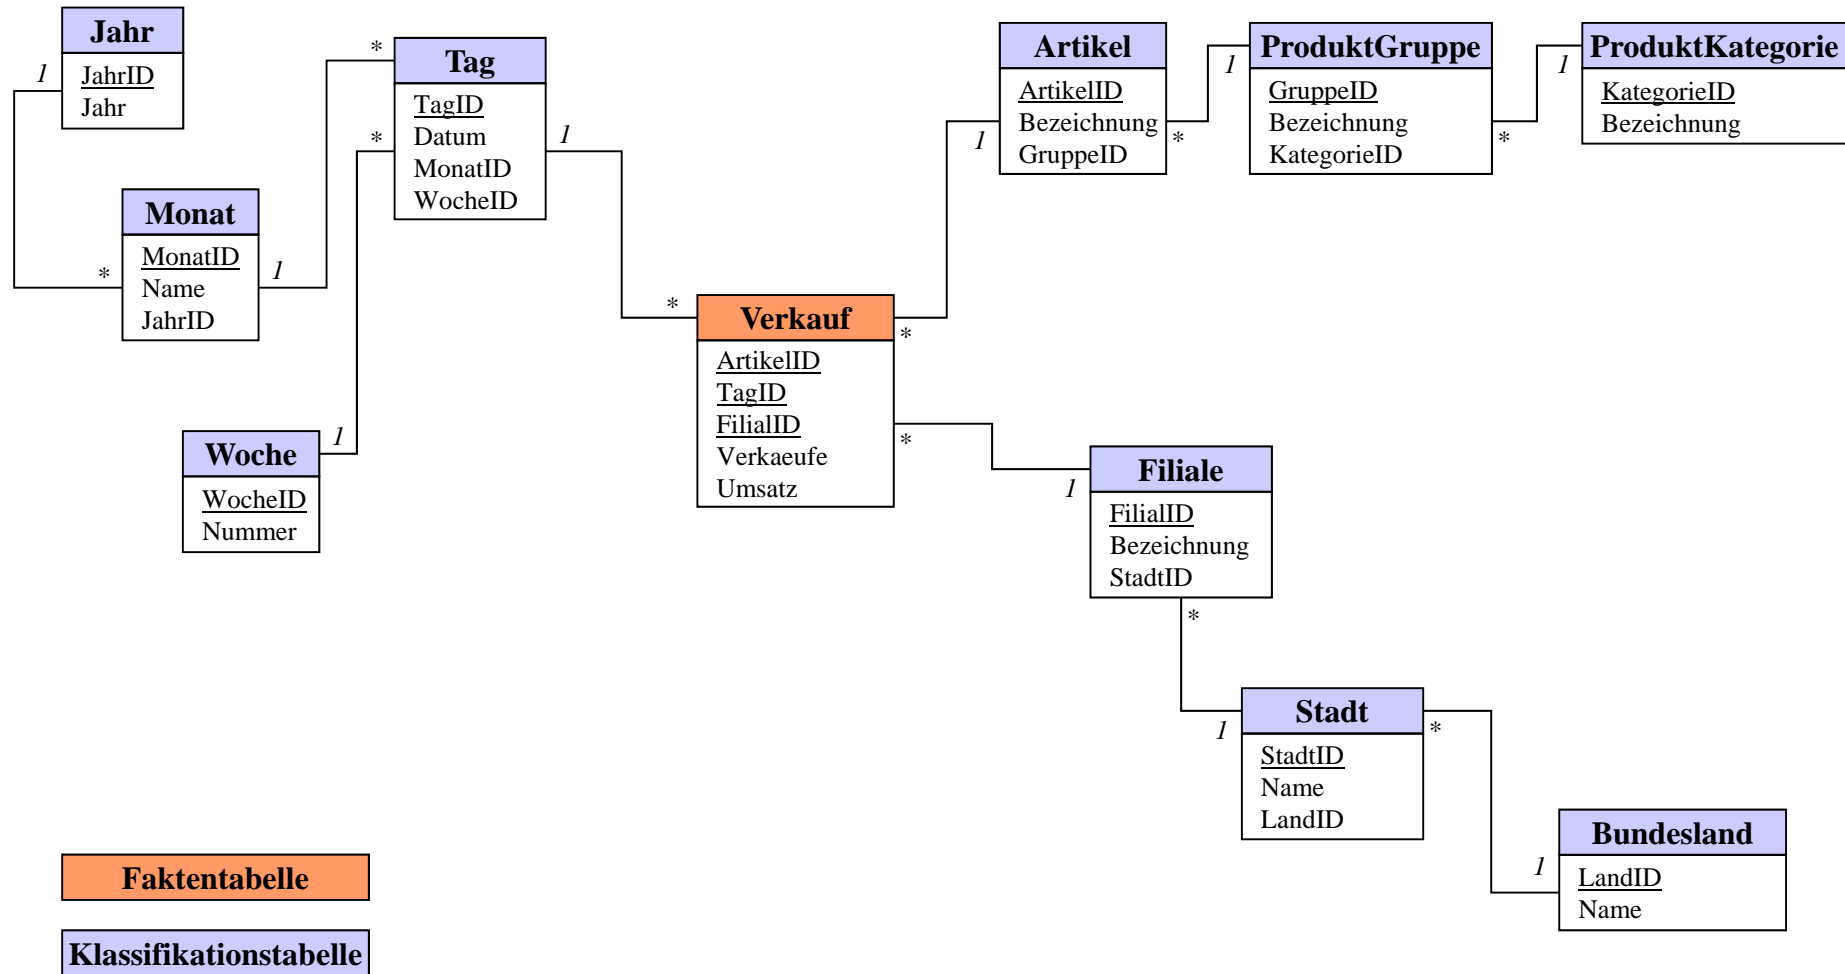 Jahr
JahrID
Jahr
1
*
Tag
TagID
Datum
MonatID
WocheID
*
*
1
Monat
MonatID
Name
JahrID
*
1
Woche
WocheID
Nummer
1
Verkauf
ArtikelID
TagID
FilialID
Verkaeufe
Umsatz
*
*
*
Artikel
ArtikelID
Bezeichnung
GruppeID
1
*
ProduktGruppe
GruppeID
Bezeichnung
KategorieID
1
*
ProduktKategorie
KategorieID
Bezeichnung
1
Filiale
FilialID
Bezeichnung
StadtID
1
*
Stadt
StadtID
Name
LandID
1
*
Bundesland
LandID
Name
1
Faktentabelle
Klassifikationstabelle